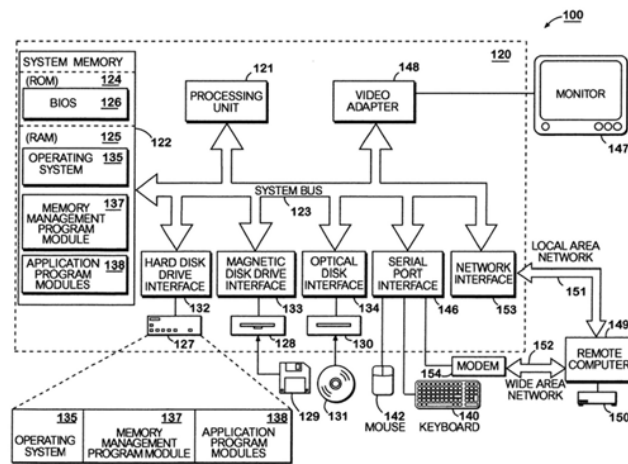 100
120
SYSTEM MEMORY
(ROM) 124
BIOS 126
122
(RAM) 125
OPERATING 135
SYSTEM
137
MEMORY
MANAGEMENT
PROGRAM
MODULE
APPLICATION 138
PROGRAM
MODULES
121
PROCESSING
UNIT
148
VIDEO
ADAPTER
MONITOR
147
SYSTEM BUS
123
HARD DISK
DRIVE
INTERFACE
132
MAGNETIC
DISK DRIVE
INTERFACE
133
OPTICAL
DISK
INTERFACE
134
SERIAL
PORT
INTERFACE
146
NETWORK
INTERFACE
153
LOCAL AREA
NETWORK
151
127
128
130
129
131
142
MOUSE
140
KEYBOARD
MODEM
154
152
WIDE AREA
NETWORK
149
REMOTE
COMPUTER
150
135
OPERATING
SYSTEM
137
MEMORY
MANAGEMENT
PROGRAM MODULE
138
APPLICATION
PROGRAM
MODULES